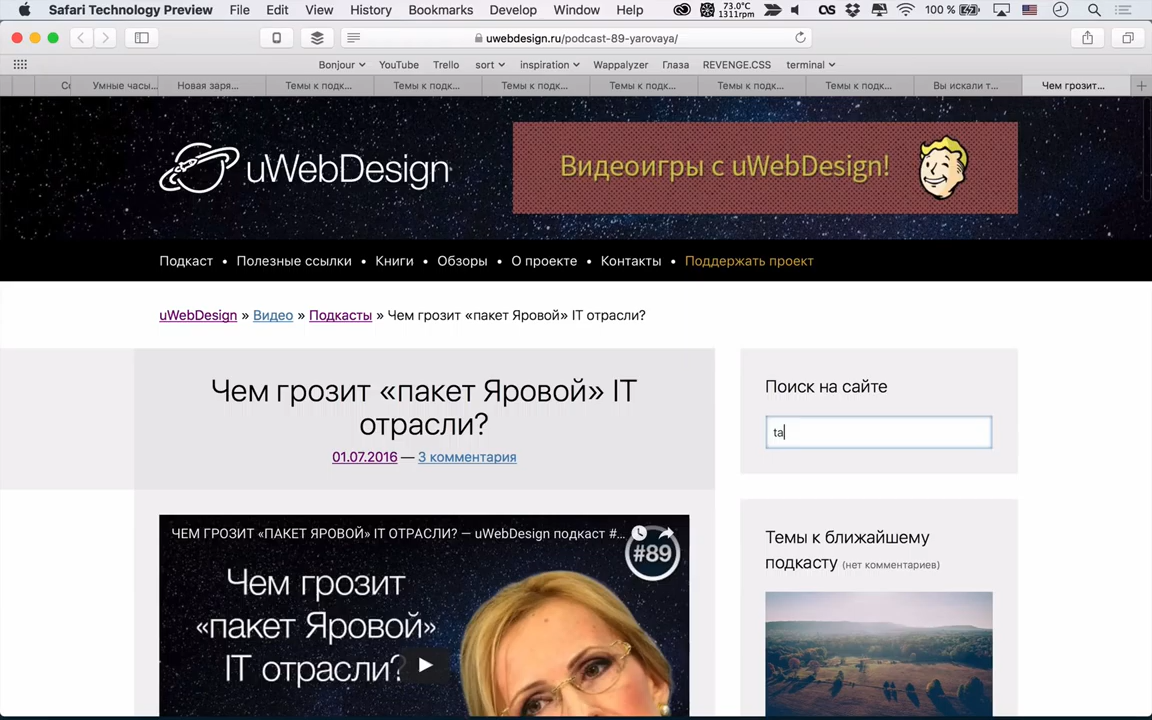 Safari Technology Preview File Edit View History Bookmarks Develop Window Help 73.0°C 1311rpm 100 %
uwebdesign.ru/podcast-89-yarovaya/
Bonjour YouTube Trello sort inspiration Wappalyzer Глаза REVENGE.CSS terminal
Умные часы... Новая заря... Темы к подк... Темы к подк... Темы к подк... Темы к подк... Темы к подк... Темы к подк... Вы искали т... Чем грозит...
uWebDesign
Видеоигры с uWebDesign!
Подкаст • Полезные ссылки • Книги • Обзоры • О проекте • Контакты • Поддержать проект
uWebDesign » Видео » Подкасты » Чем грозит «пакет Яровой» IT отрасли?
Чем грозит «пакет Яровой» IT
отрасли?
01.07.2016 — 3 комментария
Поиск на сайте
ta
ЧЕМ ГРОЗИТ «ПАКЕТ ЯРОВОЙ» IT ОТРАСЛИ? — uWebDesign подкаст #...
#89
Чем грозит
«пакет Яровой»
IT отрасли?
Темы к ближайшему
подкасту (нет комментариев)